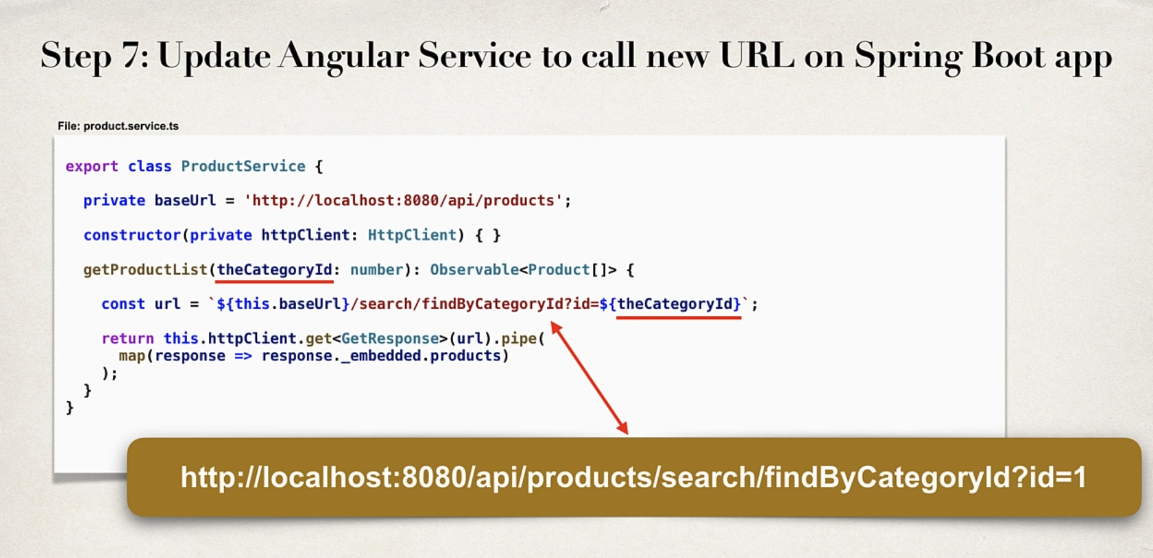 Step 7: Update Angular Service to call new URL on Spring Boot app
File: product.service.ts
export class ProductService {
private baseUrl = 'http://localhost:8080/api/products';
constructor(private httpClient: HttpClient) { }
getProductList(theCategoryId: number): Observable<Product[]> {
const url = `${this.baseUrl}/search/findByCategoryId?id=${theCategoryId}`;
return this.httpClient.get<GetResponse>(url).pipe(
map(response => response._embedded.products)
);
}
}
http://localhost:8080/api/products/search/findByCategoryId?id=1